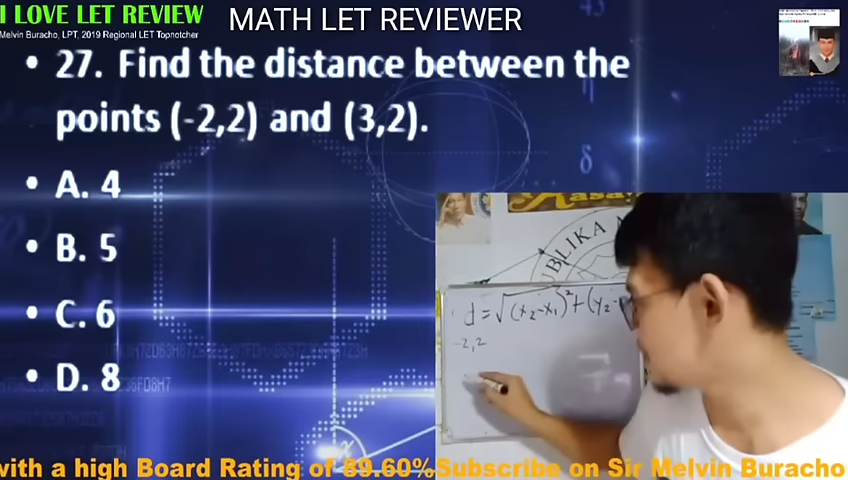 I LOVE LET REVIEW
Melvin Buracho, LPT, 2019 Regional LET Topnotcher
MATH LET REVIEWER
• 27. Find the distance between the
points (-2,2) and (3,2).
• A. 4
• B. 5
• C. 6
• D. 8
UBLIKA
d = √(x₂-x₁)² + (y₂-
-2,2
with a high Board Rating of 89.60% Subscribe on Sir Melvin Buracho